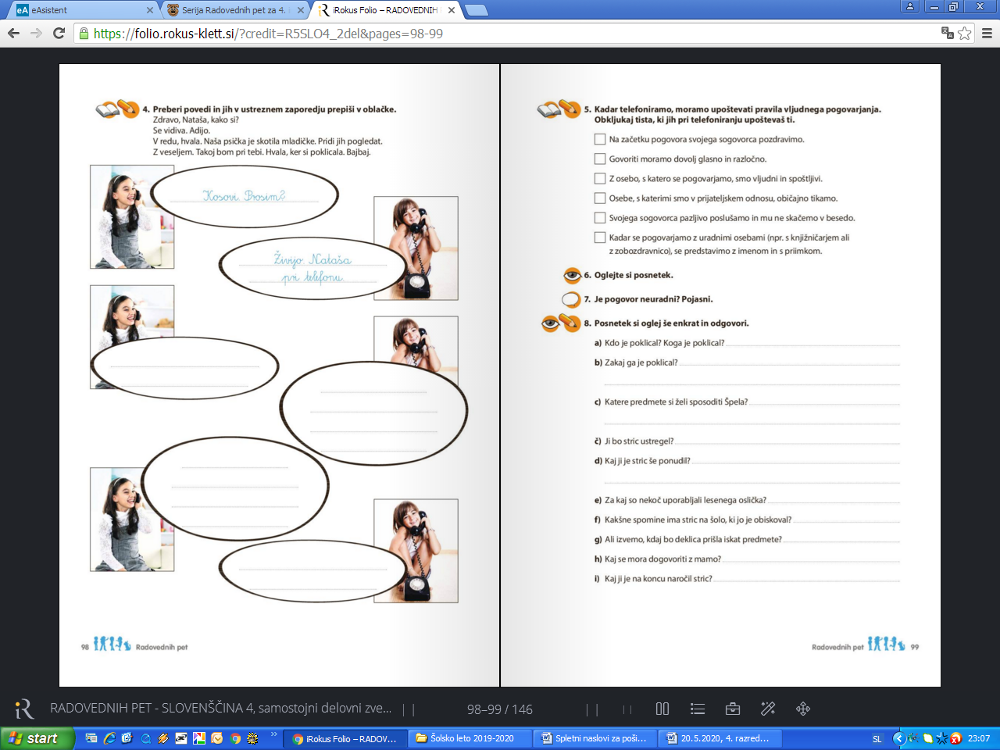 eAsistent
Serija Radovednih pet za 4.
iRokus Folio – RADOVEDNIH
https://folio.rokus-klett.si/?credit=R5SLO4_2del&pages=98-99
4. Preberi povedi in jih v ustreznem zaporedju prepiši v oblačke.
Zdravo, Nataša, kako si?
Se vidiva. Adijo.
V redu, hvala. Naša psička je skotila mladičke. Pridi jih pogledat.
Z veseljem. Takoj bom pri tebi. Hvala, ker si poklicala. Bajbaj.
Kosovi. Prosim?
Živijo. Nataša
pri telefonu.
98 Radovednih pet
5. Kadar telefoniramo, moramo upoštevati pravila vljudnega pogovarjanja.
Obkljukaj tista, ki jih pri telefoniranju upoštevaš ti.
Na začetku pogovora svojega sogovorca pozdravimo.
Govoriti moramo dovolj glasno in razločno.
Z osebo, s katero se pogovarjamo, smo vljudni in spoštljivi.
Osebe, s katerimi smo v prijateljskem odnosu, običajno tikamo.
Svojega sogovorca pazljivo poslušamo in mu ne skačemo v besedo.
Kadar se pogovarjamo z uradnimi osebami (npr. s knjižničarjem ali
z zobozdravnico), se predstavimo z imenom in s priimkom.
6. Oglejte si posnetek.
7. Je pogovor neuradni? Pojasni.
8. Posnetek si oglej še enkrat in odgovori.
a) Kdo je poklical? Koga je poklical?
b) Zakaj ga je poklical?
c) Katere predmete si želi sposoditi Špela?
č) Ji bo stric ustregel?
d) Kaj ji je stric še ponudil?
e) Za kaj so nekoč uporabljali lesenega oslička?
f) Kakšne spomine ima stric na šolo, ki jo je obiskoval?
g) Ali izvemo, kdaj bo deklica prišla iskat predmete?
h) Kaj se mora dogovoriti z mamo?
i) Kaj ji je na koncu naročil stric?
Radovednih pet 99
RADOVEDNIH PET - SLOVENŠČINA 4, samostojni delovni zve...
98–99 / 146
start
iRokus Folio – RADOV...
Šolsko leto 2019-2020
Spletni naslovi za poši...
20.5.2020, 4. razred...
SL
23:07